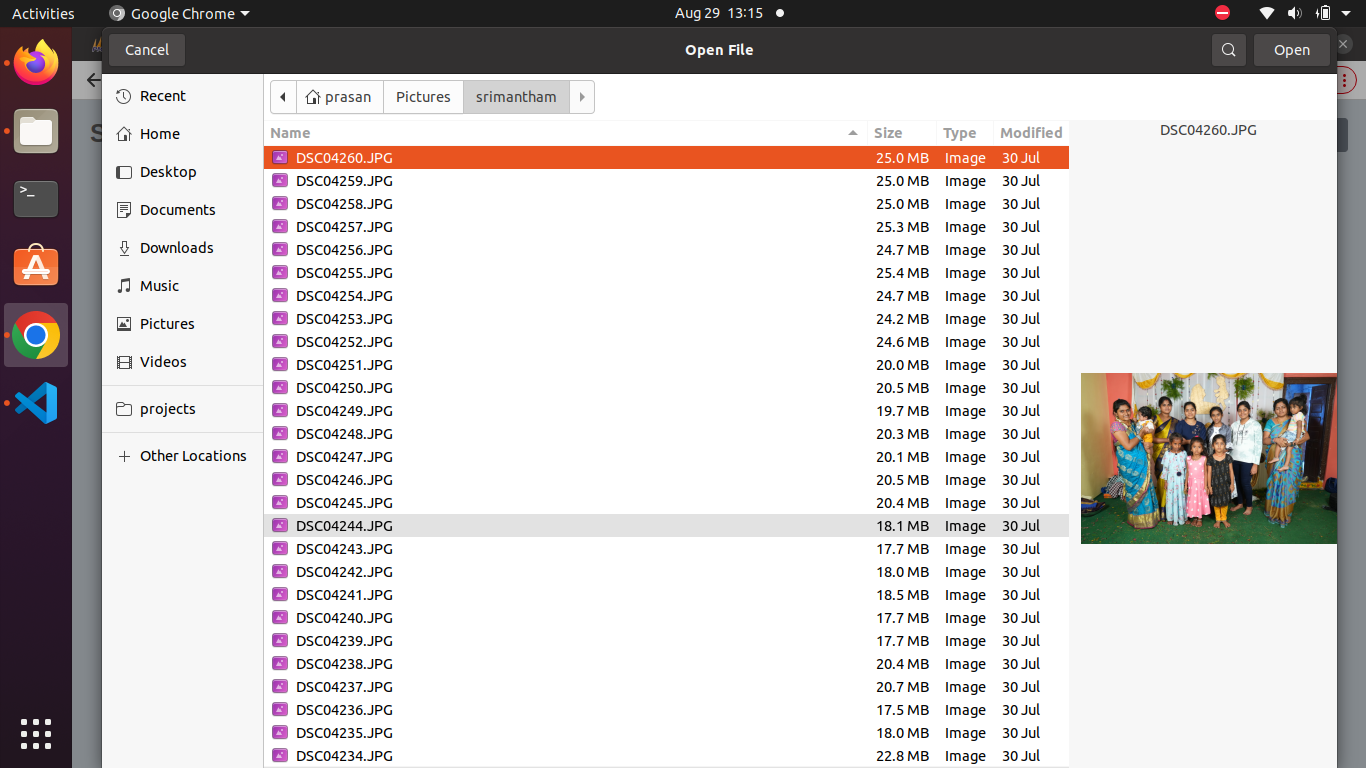 Activities Google Chrome Aug 29 13:15
Cancel Open File Open
Recent
Home
Desktop
Documents
Downloads
Music
Pictures
Videos
projects
Other Locations
prasan Pictures srimantham
Name Size Type Modified
DSC04260.JPG 25.0 MB Image 30 Jul
DSC04259.JPG 25.0 MB Image 30 Jul
DSC04258.JPG 25.0 MB Image 30 Jul
DSC04257.JPG 25.3 MB Image 30 Jul
DSC04256.JPG 24.7 MB Image 30 Jul
DSC04255.JPG 25.4 MB Image 30 Jul
DSC04254.JPG 24.7 MB Image 30 Jul
DSC04253.JPG 24.2 MB Image 30 Jul
DSC04252.JPG 24.6 MB Image 30 Jul
DSC04251.JPG 20.0 MB Image 30 Jul
DSC04250.JPG 20.5 MB Image 30 Jul
DSC04249.JPG 19.7 MB Image 30 Jul
DSC04248.JPG 20.3 MB Image 30 Jul
DSC04247.JPG 20.1 MB Image 30 Jul
DSC04246.JPG 20.5 MB Image 30 Jul
DSC04245.JPG 20.4 MB Image 30 Jul
DSC04244.JPG 18.1 MB Image 30 Jul
DSC04243.JPG 17.7 MB Image 30 Jul
DSC04242.JPG 18.0 MB Image 30 Jul
DSC04241.JPG 18.5 MB Image 30 Jul
DSC04240.JPG 17.7 MB Image 30 Jul
DSC04239.JPG 17.7 MB Image 30 Jul
DSC04238.JPG 20.4 MB Image 30 Jul
DSC04237.JPG 20.7 MB Image 30 Jul
DSC04236.JPG 17.5 MB Image 30 Jul
DSC04235.JPG 18.0 MB Image 30 Jul
DSC04234.JPG 22.8 MB Image 30 Jul
DSC04260.JPG